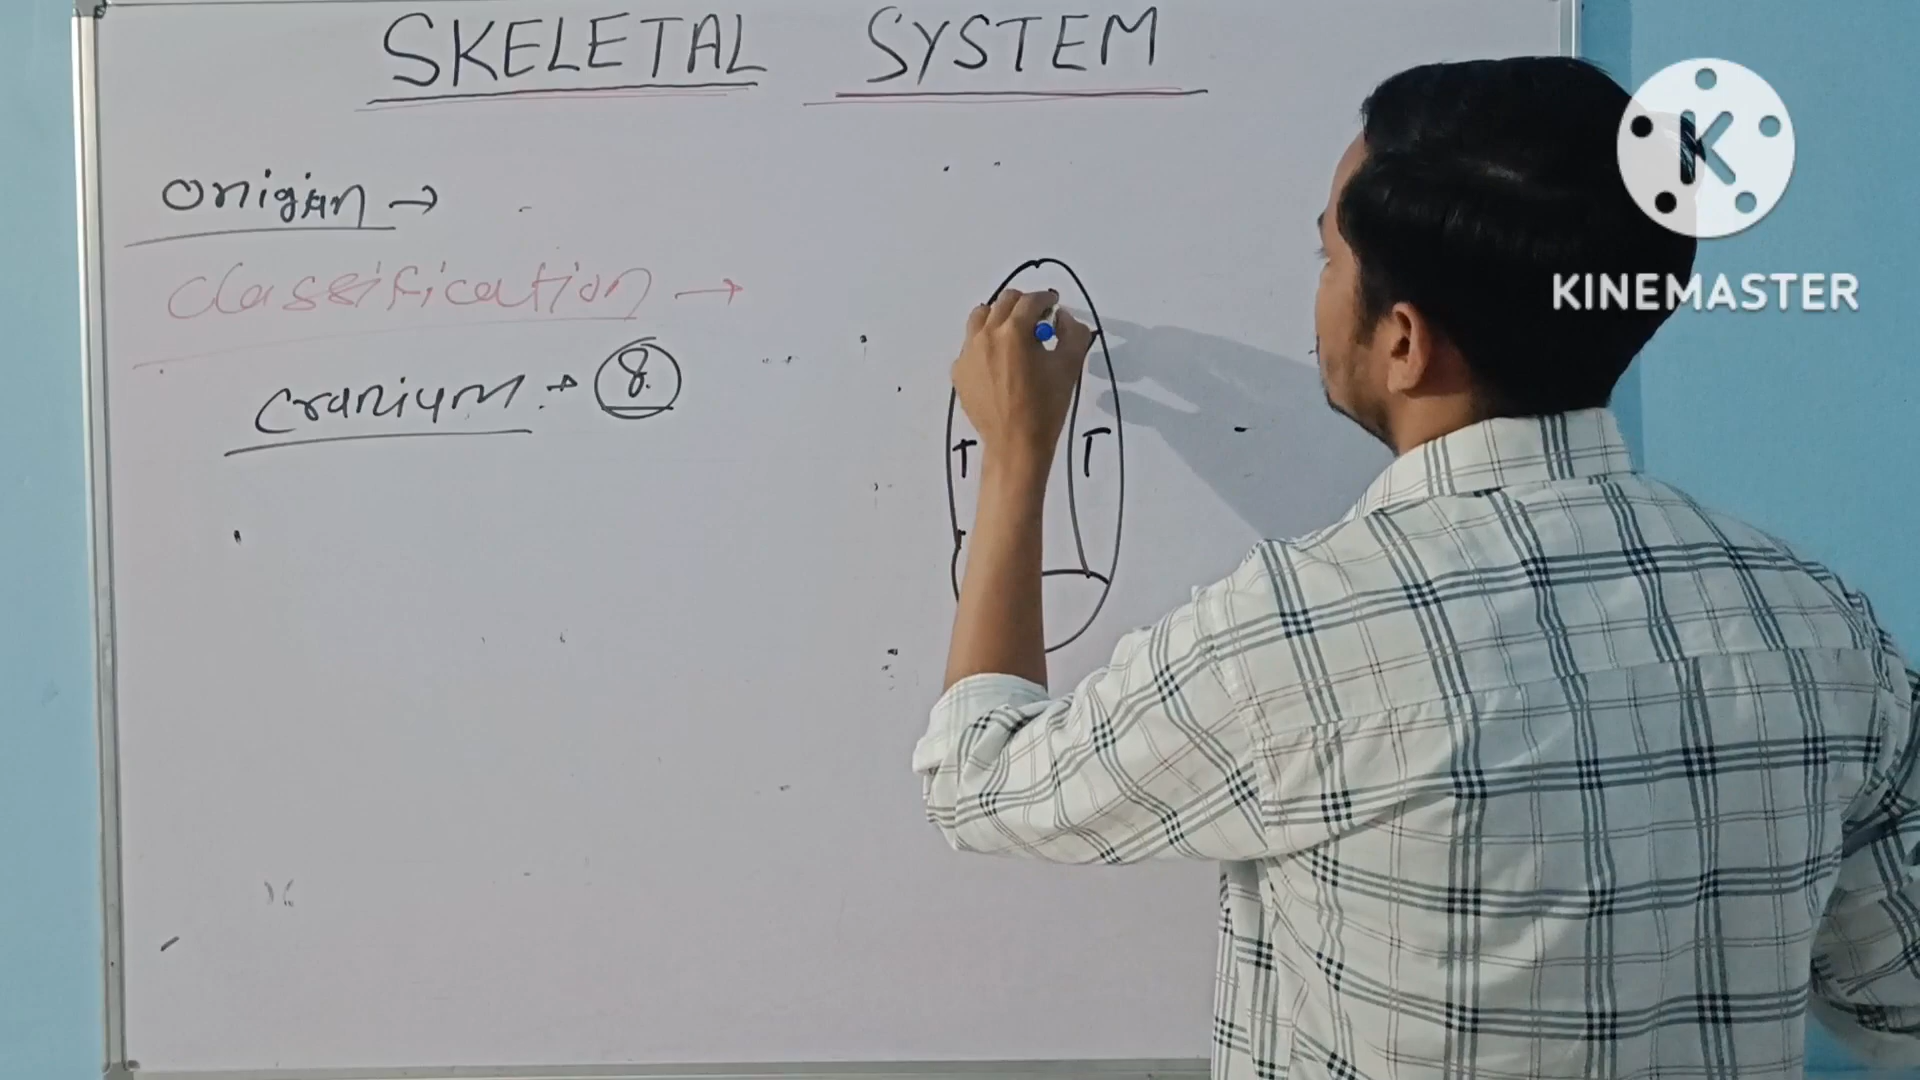 SKELETAL SYSTEM
Origin →
Classification →
Cranium → 8
T T
K
KINEMASTER